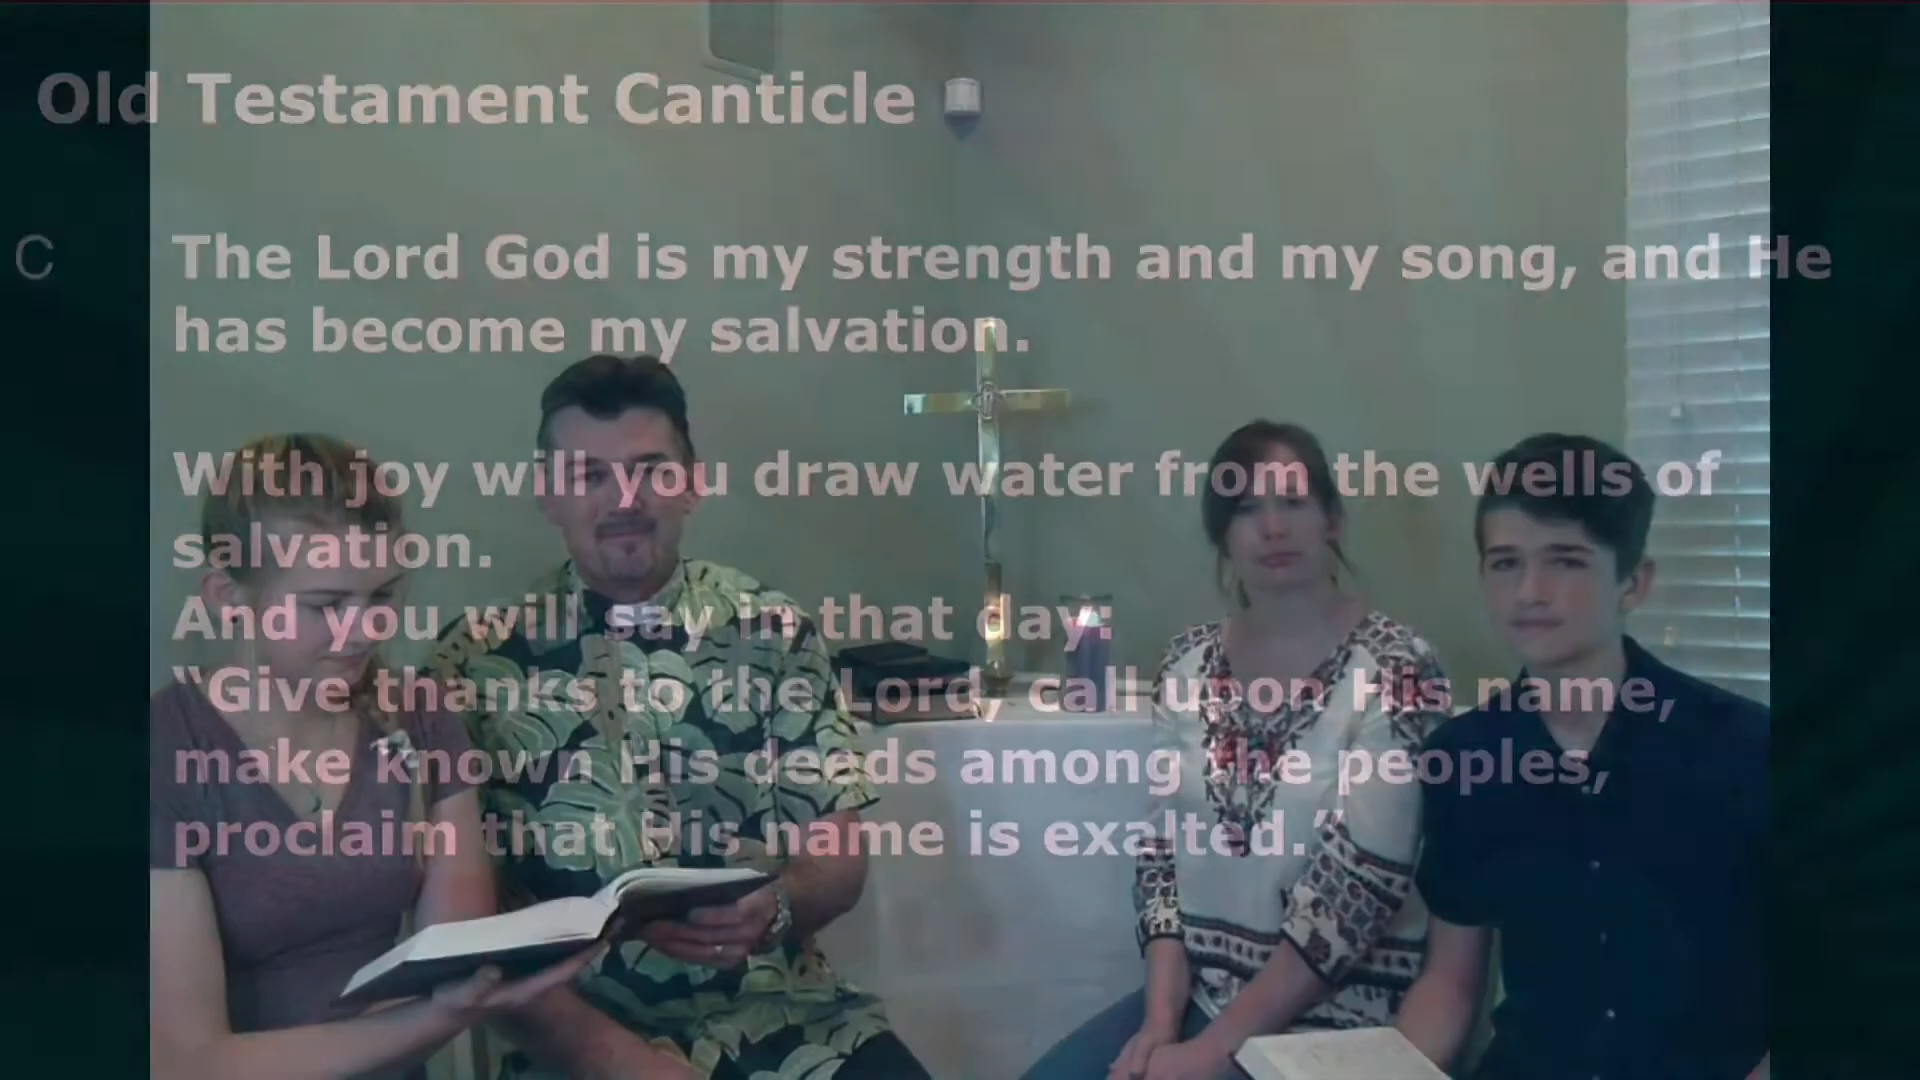 Old Testament Canticle
C The Lord God is my strength and my song, and He
has become my salvation.
With joy will you draw water from the wells of
salvation.
And you will say in that day:
“Give thanks to the Lord, call upon His name,
make known His deeds among the peoples,
proclaim that His name is exalted.”